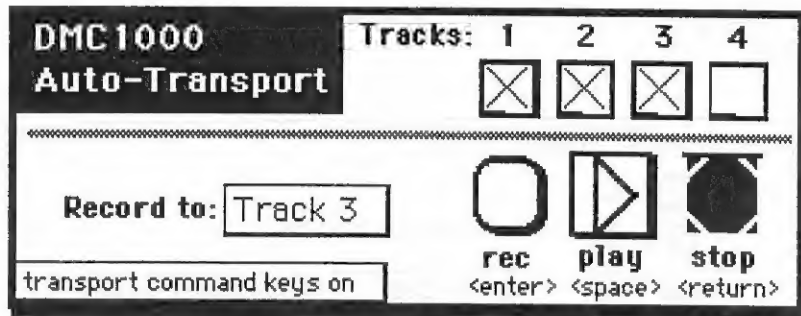 DMC1000
Auto-Transport
Tracks: 1 2 3 4
Record to: Track 3
rec play stop
<enter> <space> <return>
transport command keys on